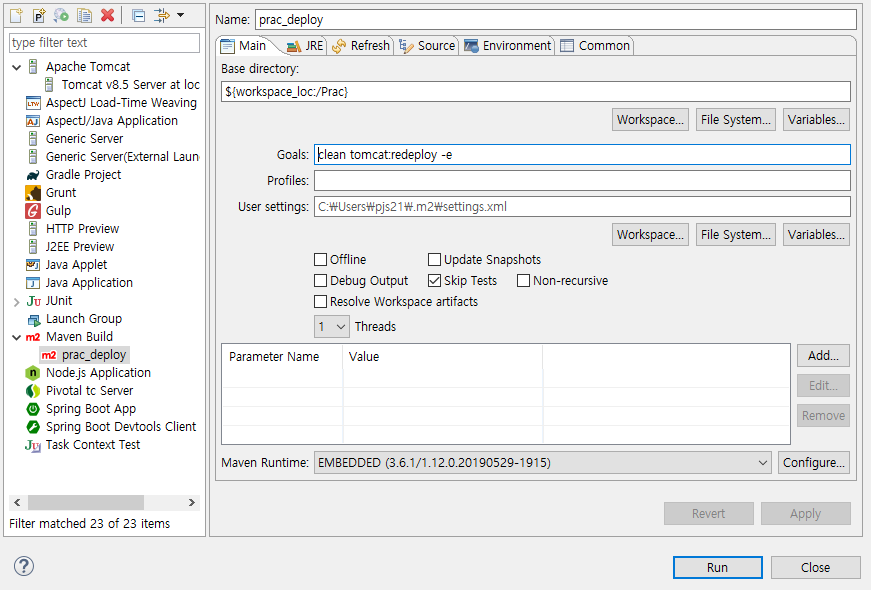 type filter text
Apache Tomcat
Tomcat v8.5 Server at loc
LTW AspectJ Load-Time Weaving
AJ AspectJ/Java Application
Generic Server
Generic Server(External Laun
Gradle Project
Grunt
Gulp
HTTP Preview
J2EE Preview
Java Applet
Java Application
Ju JUnit
Launch Group
m2 Maven Build
m2 prac_deploy
Node.js Application
Pivotal tc Server
Spring Boot App
Spring Boot Devtools Client
Ju Task Context Test
Filter matched 23 of 23 items
Name: prac_deploy
Main JRE Refresh Source Environment Common
Base directory:
${workspace_loc:/Prac}
Workspace... File System... Variables...
Goals: clean tomcat:redeploy -e
Profiles:
User settings: C:₩Users₩pjs21₩.m2₩settings.xml
Workspace... File System... Variables...
Offline Update Snapshots
Debug Output Skip Tests Non-recursive
Resolve Workspace artifacts
1 Threads
Parameter Name Value
Add...
Edit...
Remove
Maven Runtime: EMBEDDED (3.6.1/1.12.0.20190529-1915) Configure...
Revert Apply
? Run Close